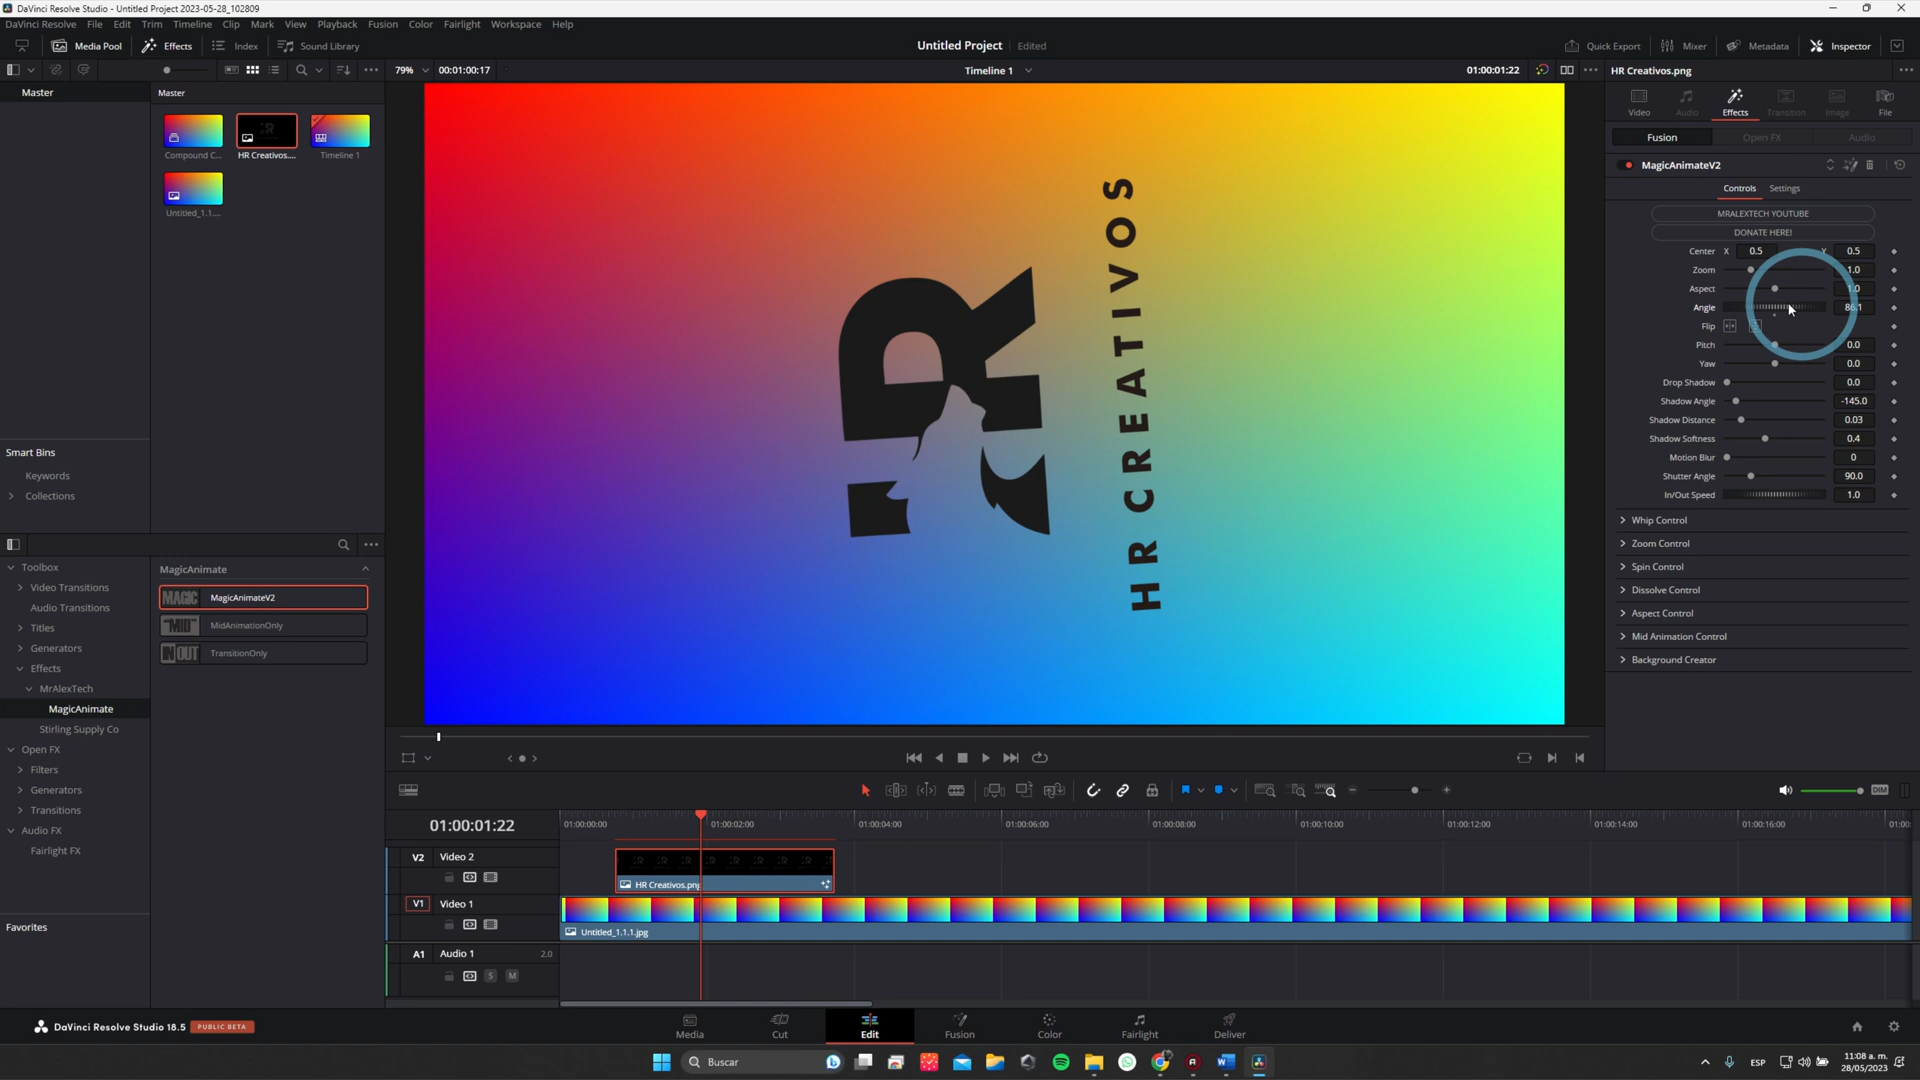 DaVinci Resolve Studio - Untitled Project 2023-05-28_102809
DaVinci Resolve File Edit Trim Timeline Clip Mark View Playback Fusion Color Fairlight Workspace Help
Media Pool Effects Index Sound Library
Untitled Project Edited
Quick Export Mixer Metadata Inspector
79% 00:01:00:17
Timeline 1
01:00:01:22
HR Creativos.png
Master
Master
Compound C...
HR Creativos....
Timeline 1
Untitled_1.1....
Smart Bins
Keywords
Collections
HR CREATIVOS
Video Audio Effects Transition Image File
Fusion Open FX Audio
MagicAnimateV2
Controls Settings
MRALEXTECH YOUTUBE
DONATE HERE!
Center X 0.5 Y 0.5
Zoom 1.0
Aspect 1.0
Angle 86.1
Flip
Pitch 0.0
Yaw 0.0
Drop Shadow 0.0
Shadow Angle -145.0
Shadow Distance 0.03
Shadow Softness 0.4
Motion Blur 0
Shutter Angle 90.0
In/Out Speed 1.0
Whip Control
Zoom Control
Spin Control
Dissolve Control
Aspect Control
Mid Animation Control
Background Creator
Toolbox
Video Transitions
Audio Transitions
Titles
Generators
Effects
MrAlexTech
MagicAnimate
Stirling Supply Co
Open FX
Filters
Generators
Transitions
Audio FX
Fairlight FX
Favorites
MagicAnimate
MAGIC MagicAnimateV2
"MID" MidAnimationOnly
IN OUT TransitionOnly
DIM
01:00:01:22
01:00:00:00 01:00:02:00 01:00:04:00 01:00:06:00 01:00:08:00 01:00:10:00 01:00:12:00 01:00:14:00 01:00:16:00 01:00:
V2 Video 2
HR Creativos.png
V1 Video 1
Untitled_1.1.1.jpg
A1 Audio 1 2.0
S M
DaVinci Resolve Studio 18.5 PUBLIC BETA
Media Cut Edit Fusion Color Fairlight Deliver
Buscar
ESP
11:08 a. m.
28/05/2023